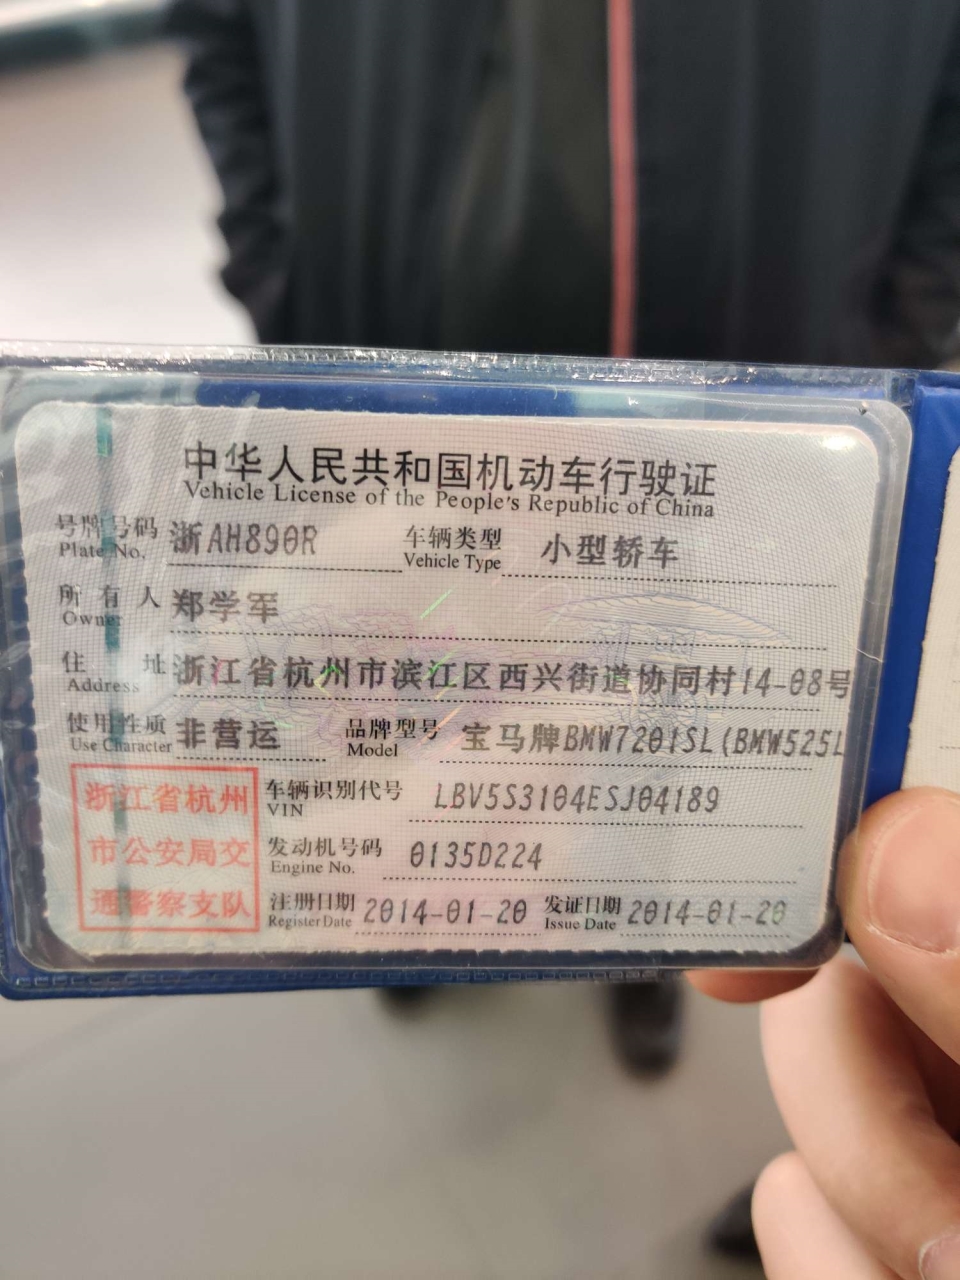 中华人民共和国机动车行驶证
Vehicle License of the People's Republic of China
号牌号码 浙AH890R 车辆类型 小型轿车
Plate No. Vehicle Type
所有人 郑学军
Owner
住址 浙江省杭州市滨江区西兴街道协同村14-08号
Address
使用性质 非营运 品牌型号 宝马牌BMW7201SL(BMW525L
Use Character Model
浙江省杭州
市公安局交
通警察支队
车辆识别代号 LBV5S3104ESJ04189
VIN
发动机号码 0135D224
Engine No.
注册日期 2014-01-20 发证日期 2014-01-20
Register Date Issue Date